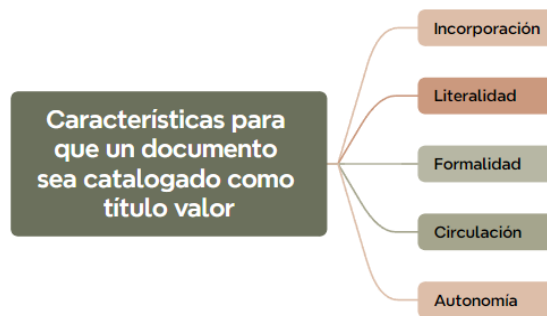 Características para
que un documento
sea catalogado como
título valor
Incorporación
Literalidad
Formalidad
Circulación
Autonomía